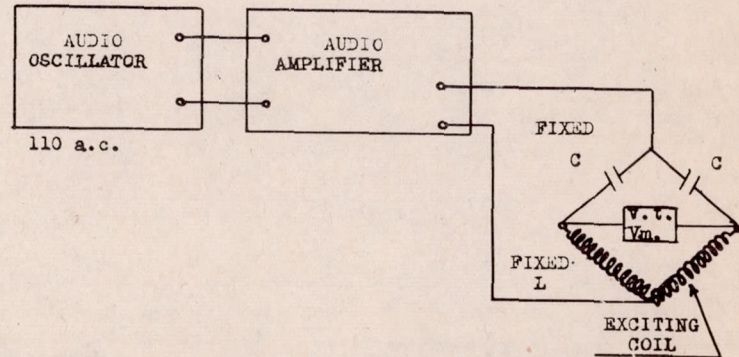 AUDIO
OSCILLATOR
AUDIO
AMPLIFIER
110 a.c.
FIXED
C
C
V.t.
Vm.
FIXED
L
EXCITING
COIL